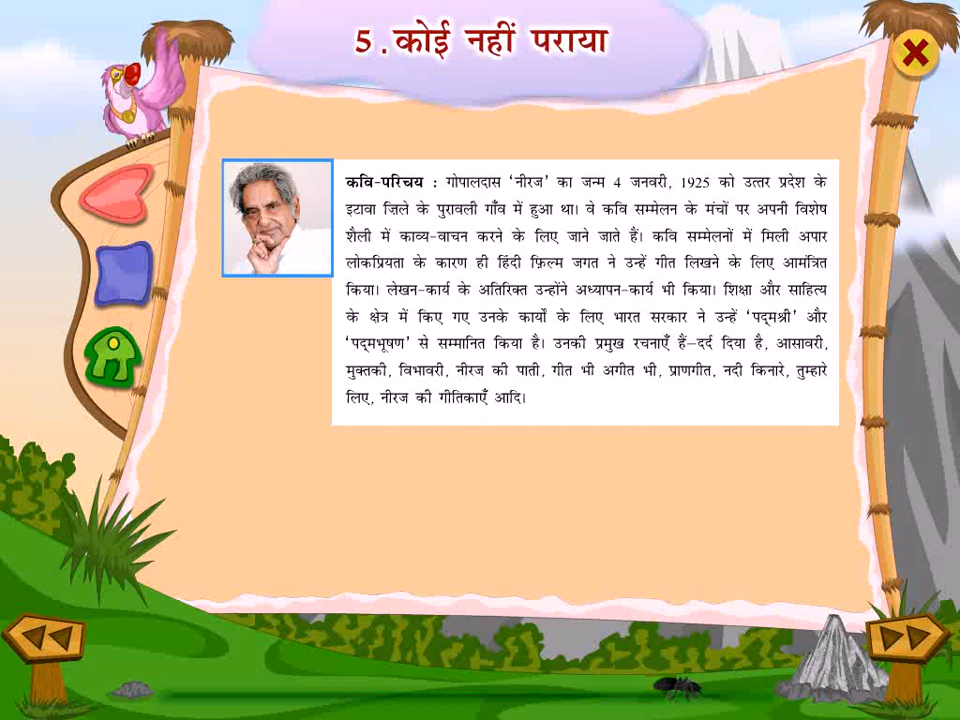 5.कोई नहीं पराया
कवि-परिचय : गोपालदास ‘नीरज’ का जन्म 4 जनवरी, 1925 को उत्तर प्रदेश के
इटावा ज़िले के पुरावली गाँव में हुआ था। वे कवि सम्मेलन के मंचों पर अपनी विशेष
शैली में काव्य-वाचन करने के लिए जाने जाते हैं। कवि सम्मेलनों में मिली अपार
लोकप्रियता के कारण ही हिंदी फ़िल्म जगत ने उन्हें गीत लिखने के लिए आमंत्रित
किया। लेखन-कार्य के अतिरिक्त उन्होंने अध्यापन-कार्य भी किया। शिक्षा और साहित्य
के क्षेत्र में किए गए उनके कार्यों के लिए भारत सरकार ने उन्हें ‘पद्मश्री’ और
‘पद्मभूषण’ से सम्मानित किया है। उनकी प्रमुख रचनाएँ हैं–दर्द दिया है, आसावरी,
मुक्तकी, विभावरी, नीरज की पाती, गीत भी अगीत भी, प्राणगीत, नदी किनारे, तुम्हारे
लिए, नीरज की गीतिकाएँ आदि।